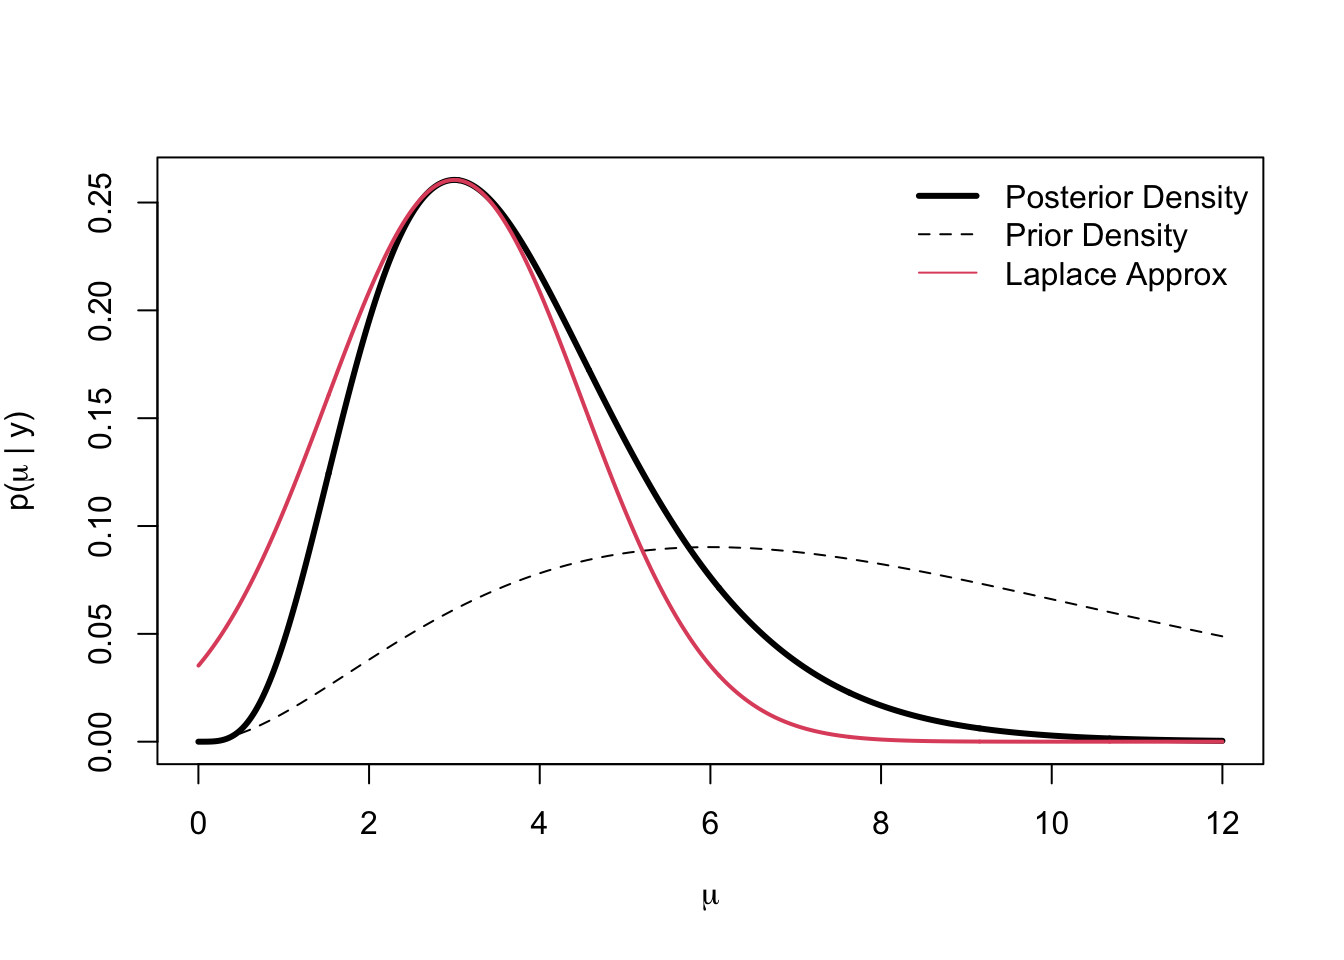 Posterior Density
Prior Density
Laplace Approx
p(μ | y)
0.25
0.20
0.15
0.10
0.05
0.00
0 2 4 6 8 10 12
μ